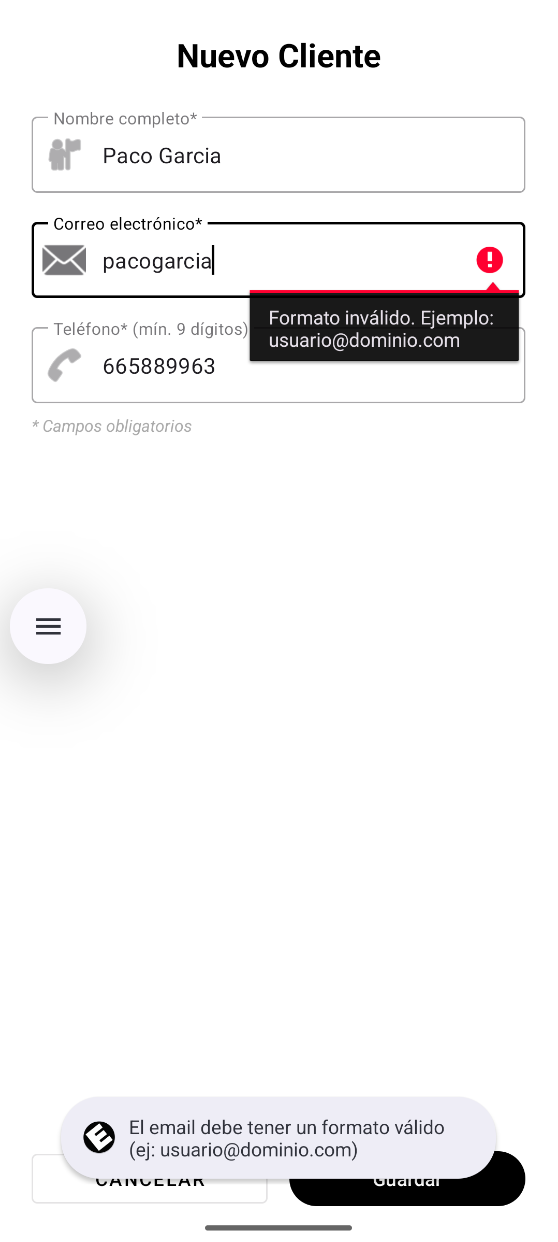 Nuevo Cliente
Nombre completo*
Paco Garcia
Correo electrónico*
pacogarcia
Formato inválido. Ejemplo:
usuario@dominio.com
Teléfono* (mín. 9 dígitos)
665889963
* Campos obligatorios
El email debe tener un formato válido
(ej: usuario@dominio.com)
CANCELAR
Guardar